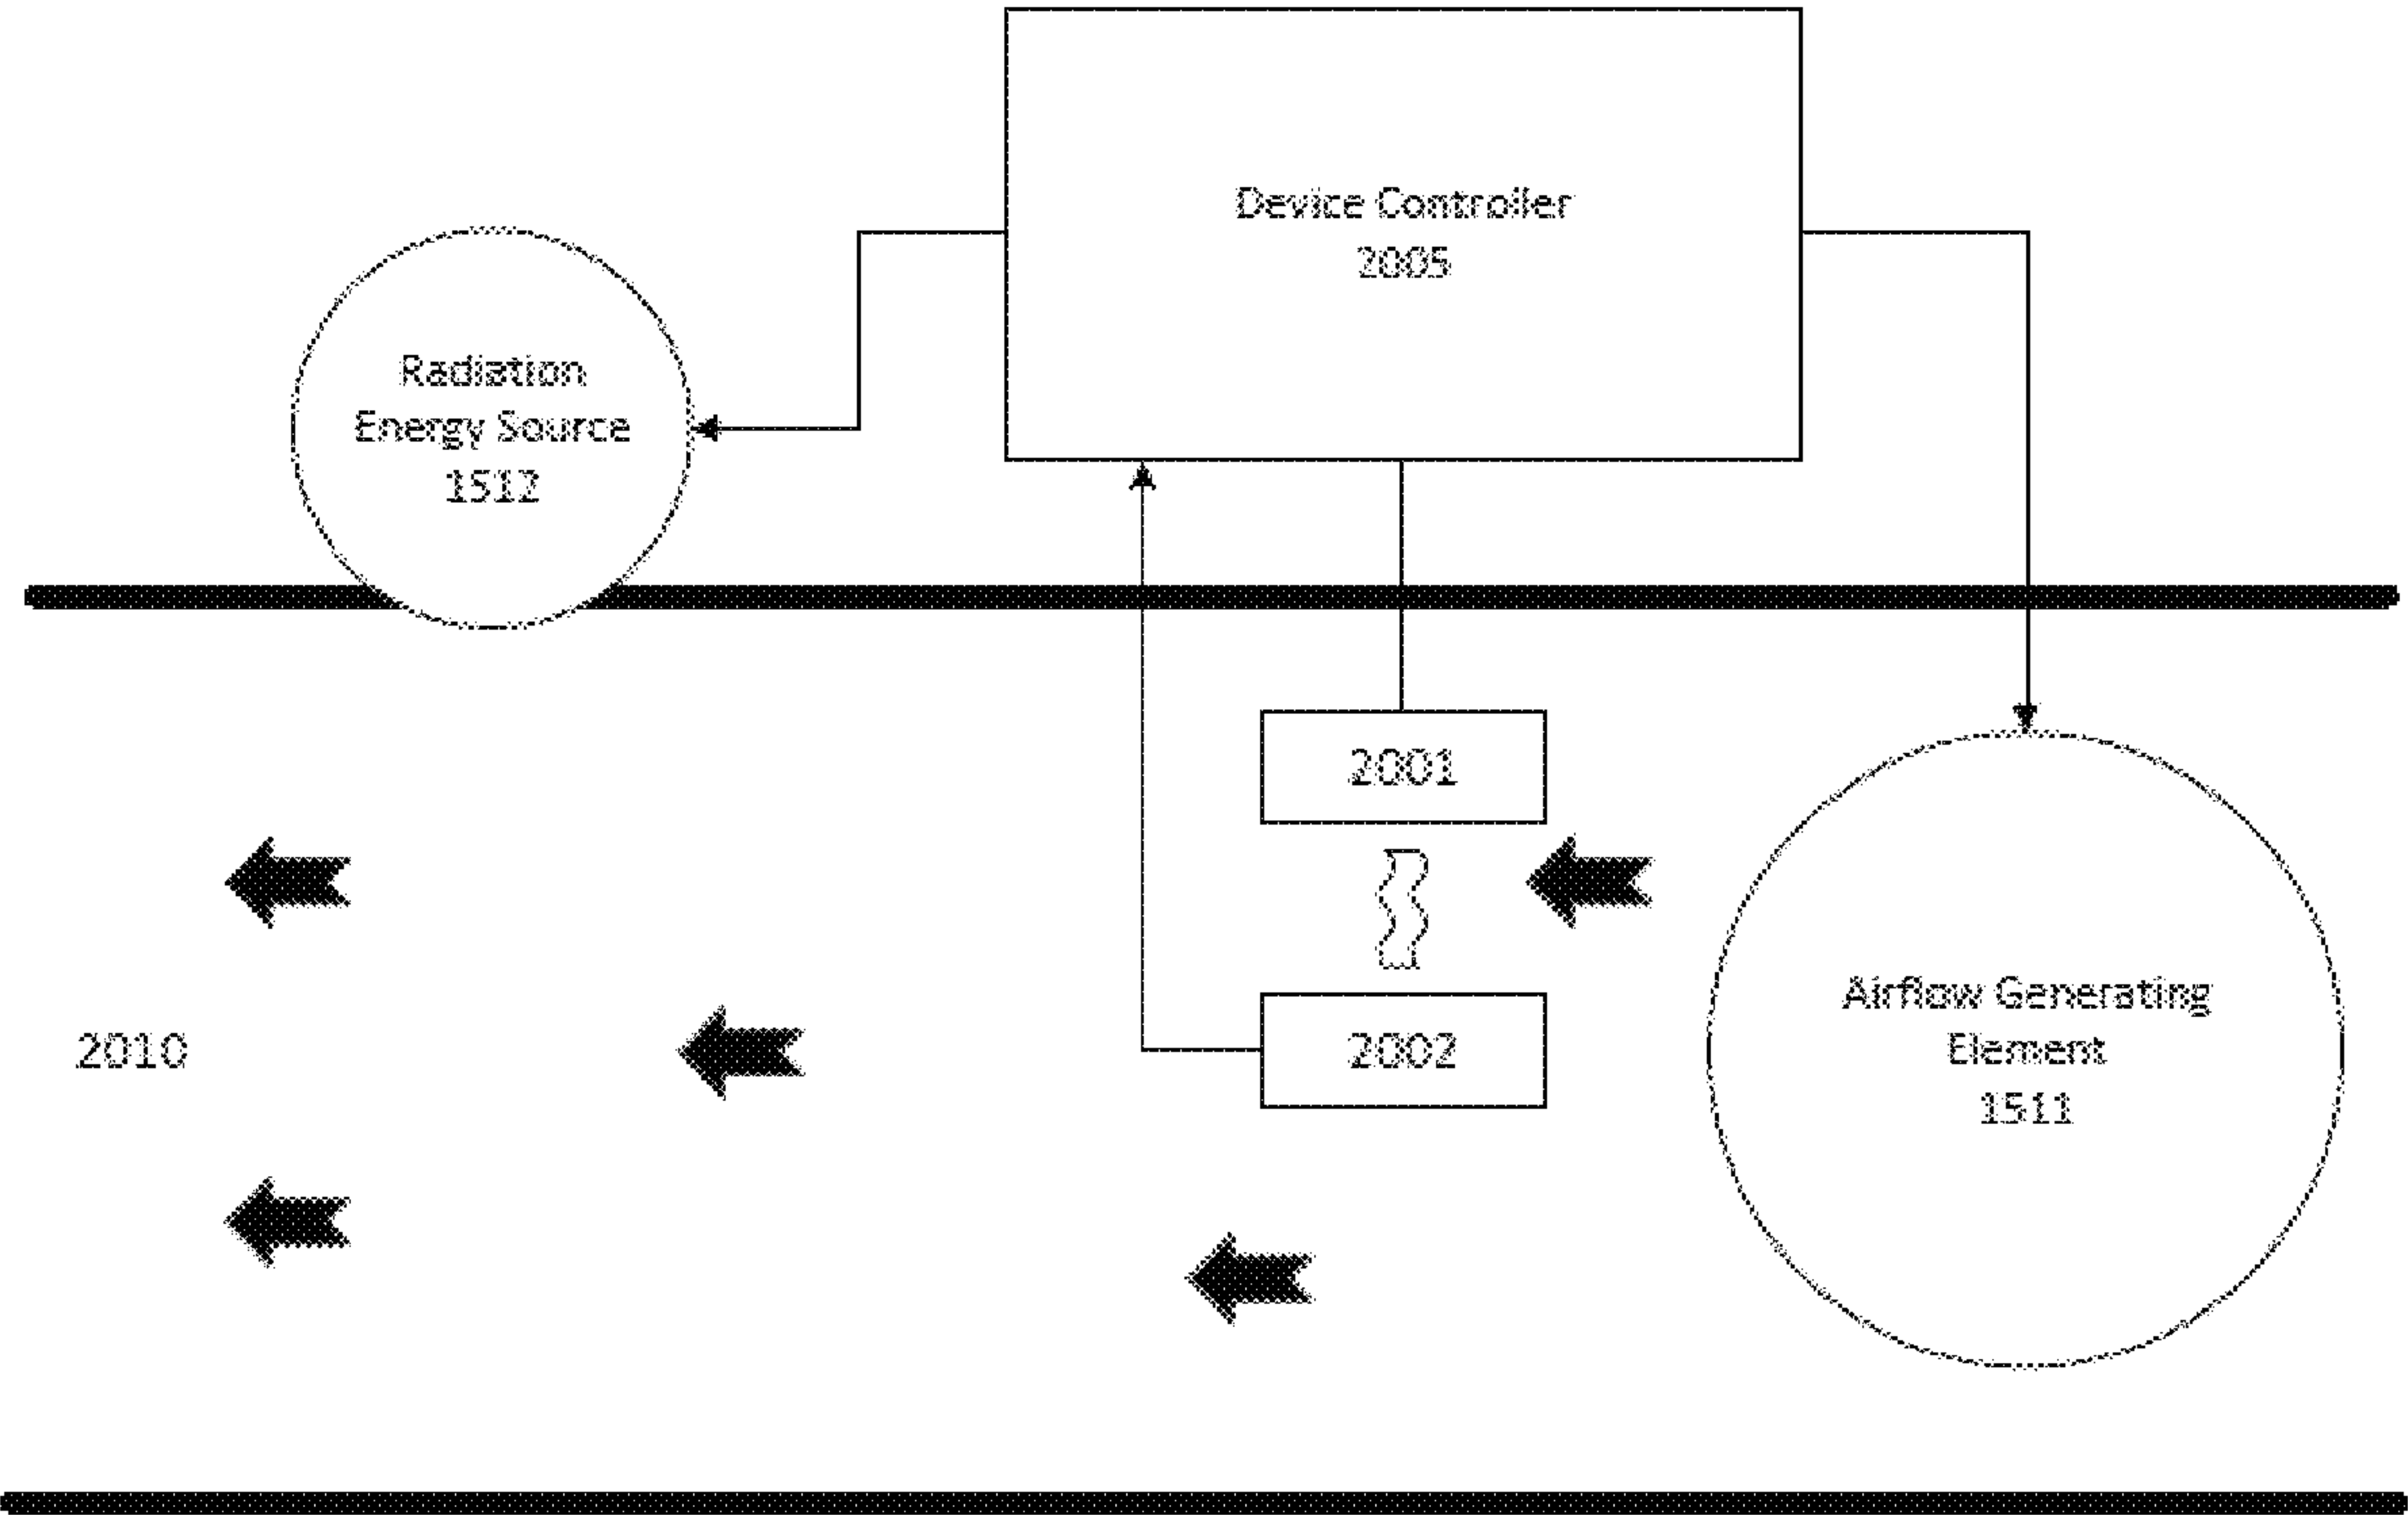 Device Controller
2005
Radiation
Energy Source
1512
2001
2002
2010
Airflow Generating
Element
1511